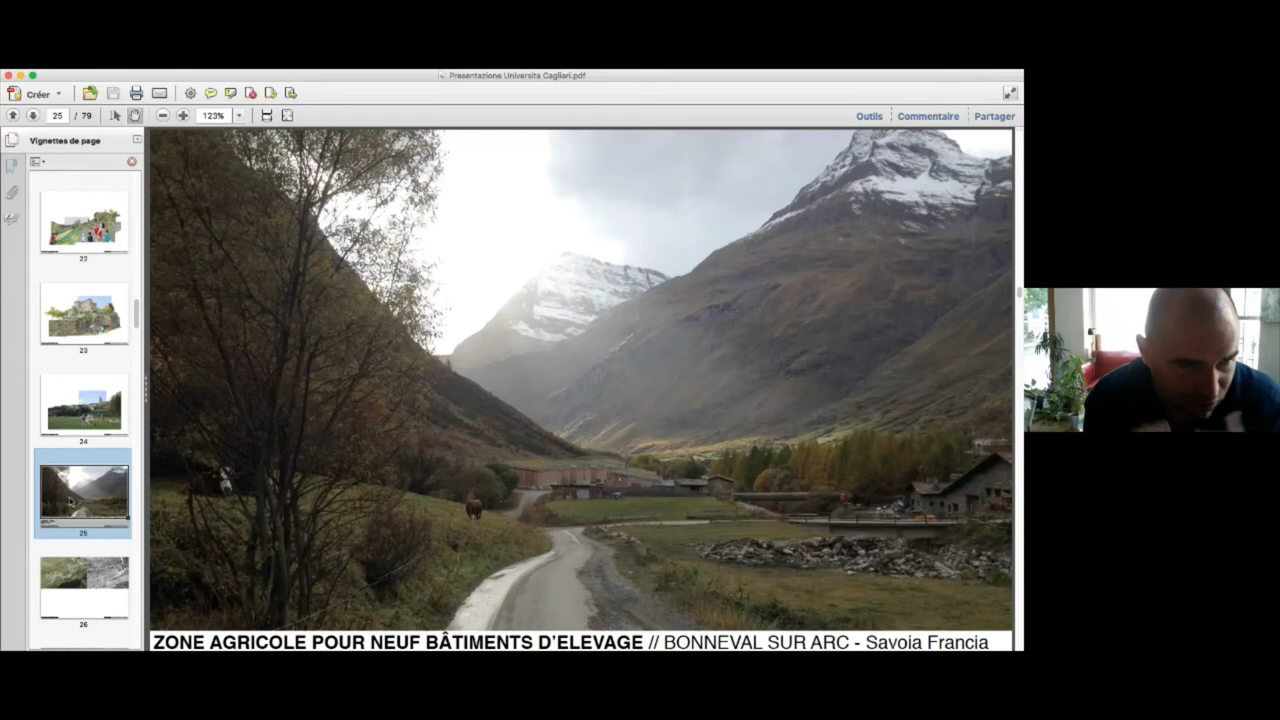 Presentazione Universita Cagliari.pdf
Créer
25 / 79
123%
Outils
Commentaire
Partager
Vignettes de page
22
23
24
25
26
ZONE AGRICOLE POUR NEUF BÂTIMENTS D'ELEVAGE // BONNEVAL SUR ARC - Savoia Francia